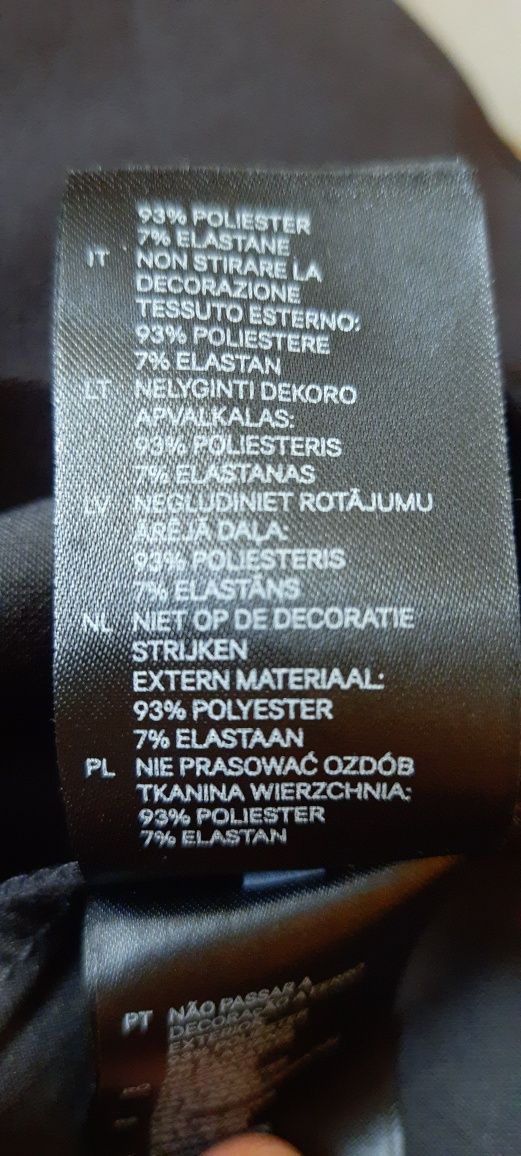 93% POLIESTER
7% ELASTANE
IT NON STIRARE LA
DECORAZIONE
TESSUTO ESTERNO:
93% POLIESTERE
7% ELASTAN
LT NELYGINTI DEKORO
APVALKALAS:
93% POLIESTERIS
7% ELASTANAS
LV NEGLUDINIET ROTĀJUMU
ĀRĒJĀ DAĻA:
93% POLIESTERIS
7% ELASTĀNS
NL NIET OP DE DECORATIE
STRIJKEN
EXTERN MATERIAAL:
93% POLYESTER
7% ELASTAAN
PL NIE PRASOWAĆ OZDÓB
TKANINA WIERZCHNIA:
93% POLIESTER
7% ELASTAN
PT NÃO PASSAR A
DECORAÇÃO A